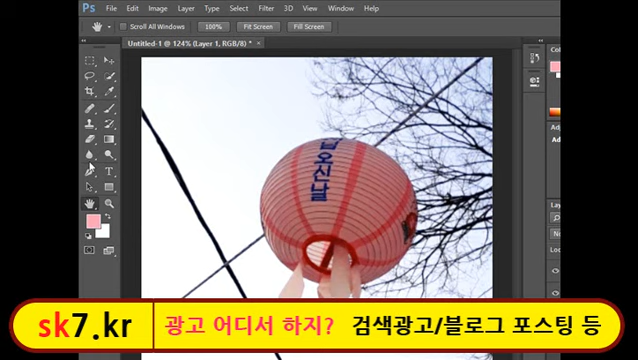 Ps File Edit Image Layer Type Select Filter 3D View Window Help
Scroll All Windows 100% Fit Screen Fill Screen
Untitled-1 @ 124% (Layer 1, RGB/8) * ×
오신날
sk7.kr 광고 어디서 하지? 검색광고/블로그 포스팅 등